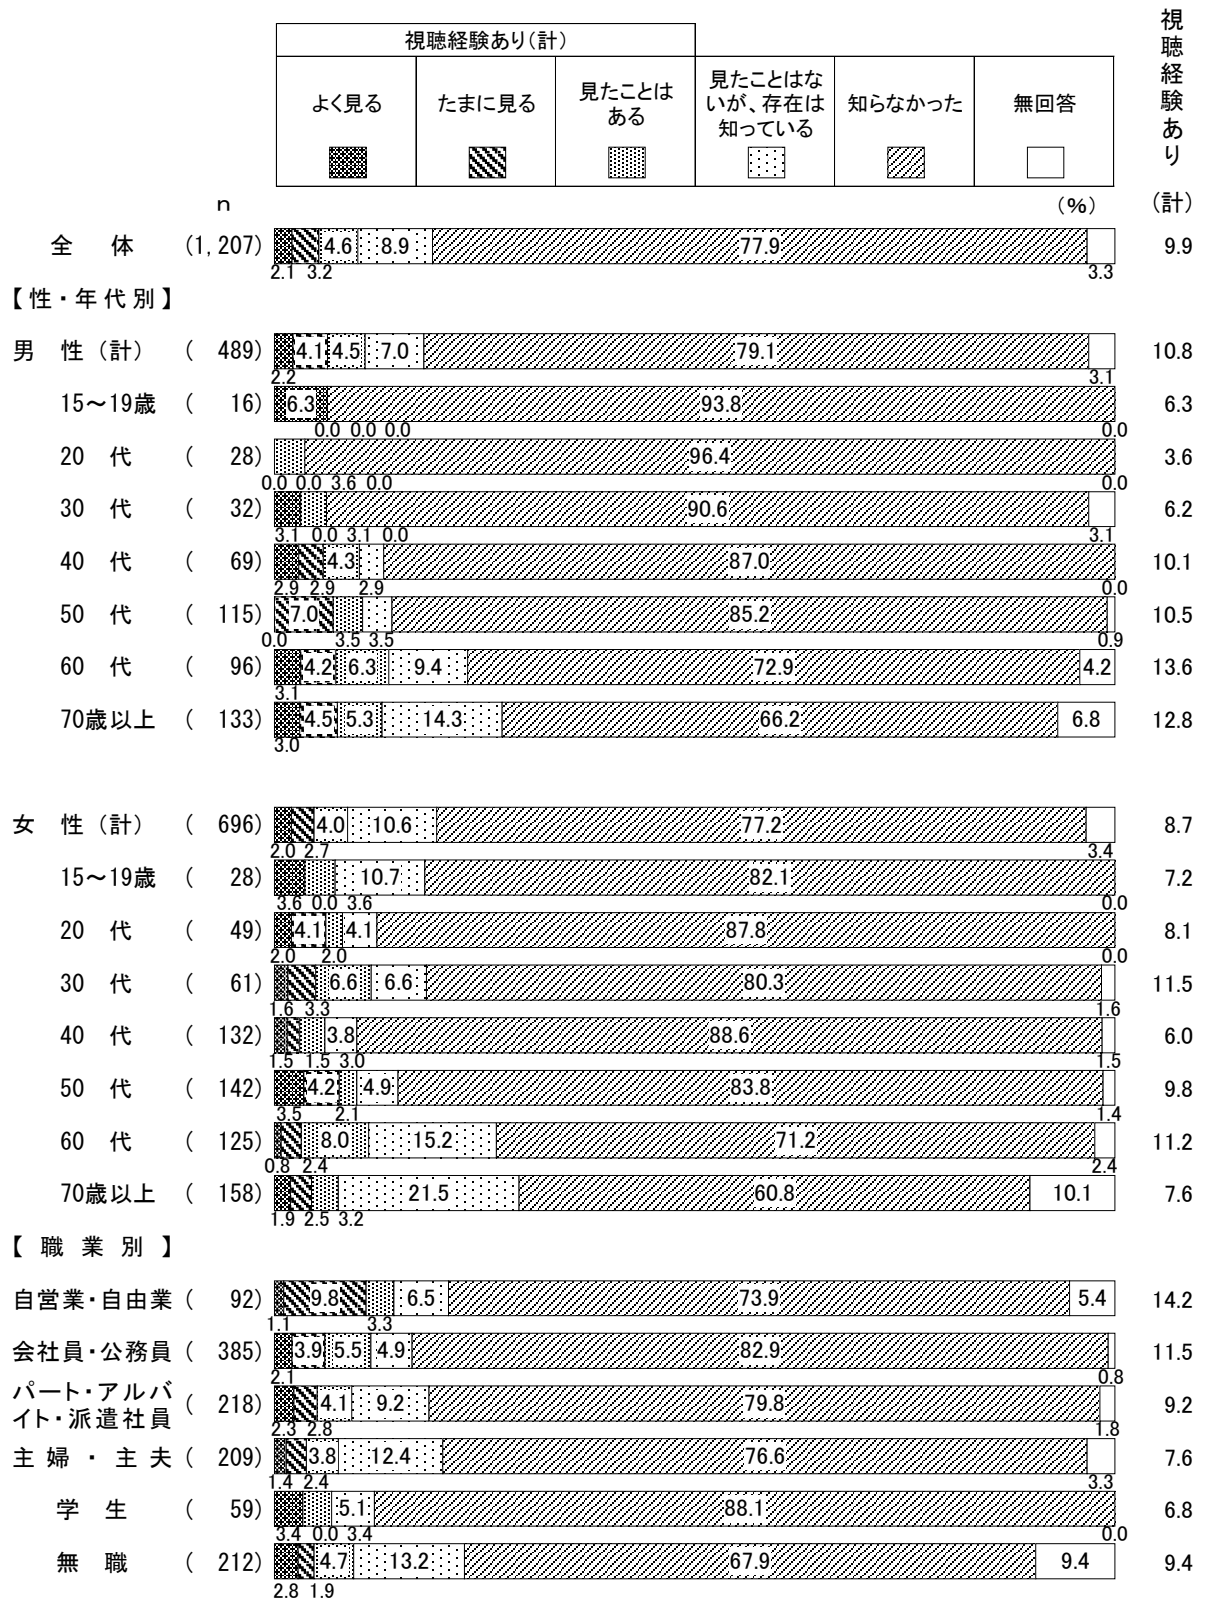 視聴経験あり(計)
よく見る
たまに見る
見たことは
ある
見たことはな
いが、存在は
知っている
知らなかった
無回答
視聴経験あり
(計)
n
(%)
全 体 (1,207) 4.6 8.9 77.9 9.9
2.1 3.2 3.3
【性・年代別】
男 性(計) ( 489) 4.1 4.5 7.0 79.1 10.8
2.2 3.1
15～19歳 ( 16) 6.3 93.8 6.3
0.0 0.0 0.0 0.0
20 代 ( 28) 96.4 3.6
0.0 0.0 3.6 0.0 0.0
30 代 ( 32) 90.6 6.2
3.1 0.0 3.1 0.0 3.1
40 代 ( 69) 4.3 87.0 10.1
2.9 2.9 2.9 0.0
50 代 ( 115) 7.0 85.2 10.5
0.0 3.5 3.5 0.9
60 代 ( 96) 4.2 6.3 9.4 72.9 4.2 13.6
3.1
70歳以上 ( 133) 4.5 5.3 14.3 66.2 6.8 12.8
3.0
女 性(計) ( 696) 4.0 10.6 77.2 8.7
2.0 2.7 3.4
15～19歳 ( 28) 10.7 82.1 7.2
3.6 0.0 3.6 0.0
20 代 ( 49) 4.1 4.1 87.8 8.1
2.0 2.0 0.0
30 代 ( 61) 6.6 6.6 80.3 11.5
1.6 3.3 1.6
40 代 ( 132) 3.8 88.6 6.0
1.5 1.5 3.0 1.5
50 代 ( 142) 4.2 4.9 83.8 9.8
3.5 2.1 1.4
60 代 ( 125) 8.0 15.2 71.2 11.2
0.8 2.4 2.4
70歳以上 ( 158) 21.5 60.8 10.1 7.6
1.9 2.5 3.2
【職業別】
自営業・自由業 ( 92) 9.8 6.5 73.9 5.4 14.2
1.1 3.3
会社員・公務員 ( 385) 3.9 5.5 4.9 82.9 11.5
2.1 0.8
パート・アルバ
イト・派遣社員 ( 218) 4.1 9.2 79.8 9.2
2.3 2.8 1.8
主婦・主夫 ( 209) 3.8 12.4 76.6 7.6
1.4 2.4 3.3
学 生 ( 59) 5.1 88.1 6.8
3.4 0.0 3.4 0.0
無 職 ( 212) 4.7 13.2 67.9 9.4 9.4
2.8 1.9